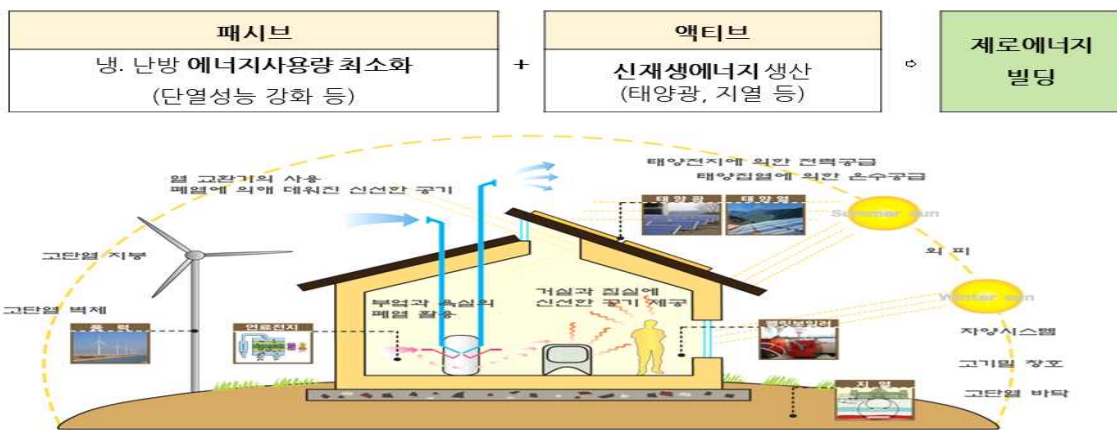 패시브
냉. 난방 에너지사용량 최소화
(단열성능 강화 등)
+
액티브
신재생에너지 생산
(태양광, 지열 등)
⇨
제로에너지
빌딩
열 교환기의 사용
폐열에 의해 데워진 신선한 공기
태양전지에 의한 전력공급
태양집열에 의한 온수공급
태양광
태양열
Summer sun
고단열 지붕
외 피
거실과 침실에
신선한 공기 제공
부엌과 욕실의
폐열 활용
Winter sun
고단열 벽체
풍 력
연료전지
펠릿보일러
차양시스템
고기밀 창호
지 열
고단열 바닥